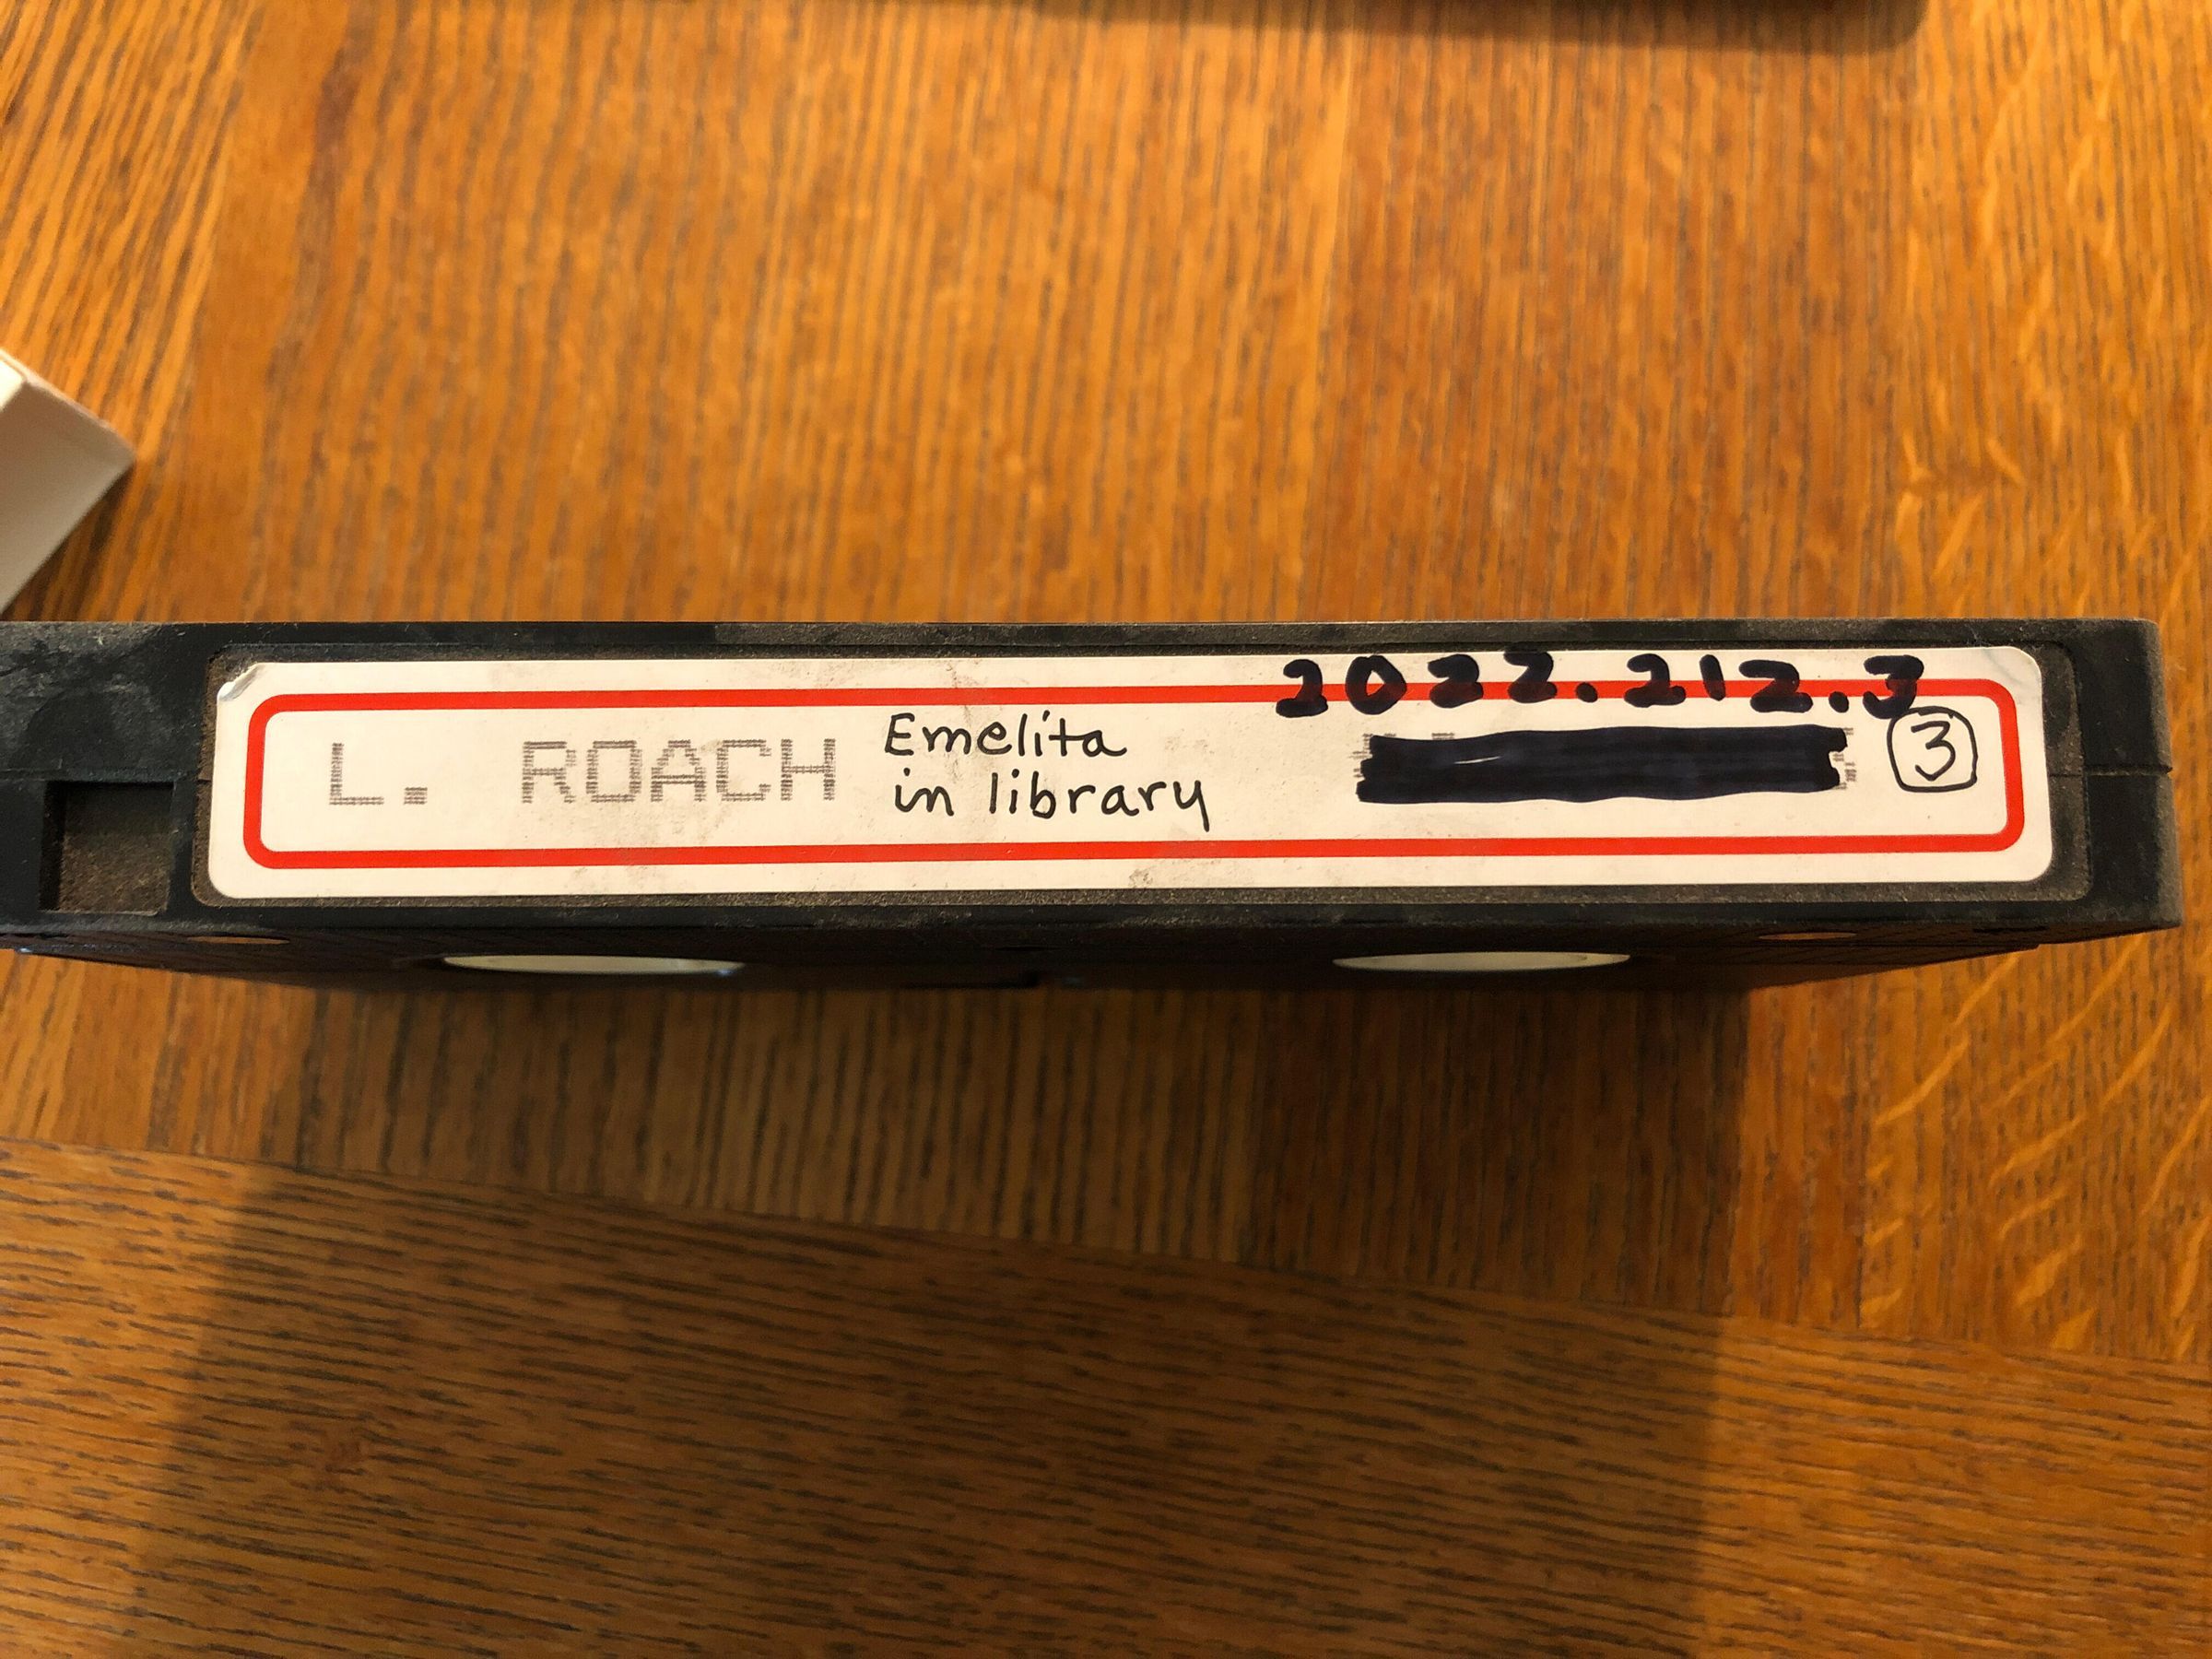 2022.212.3
L. ROACH
Emelita
in library
3